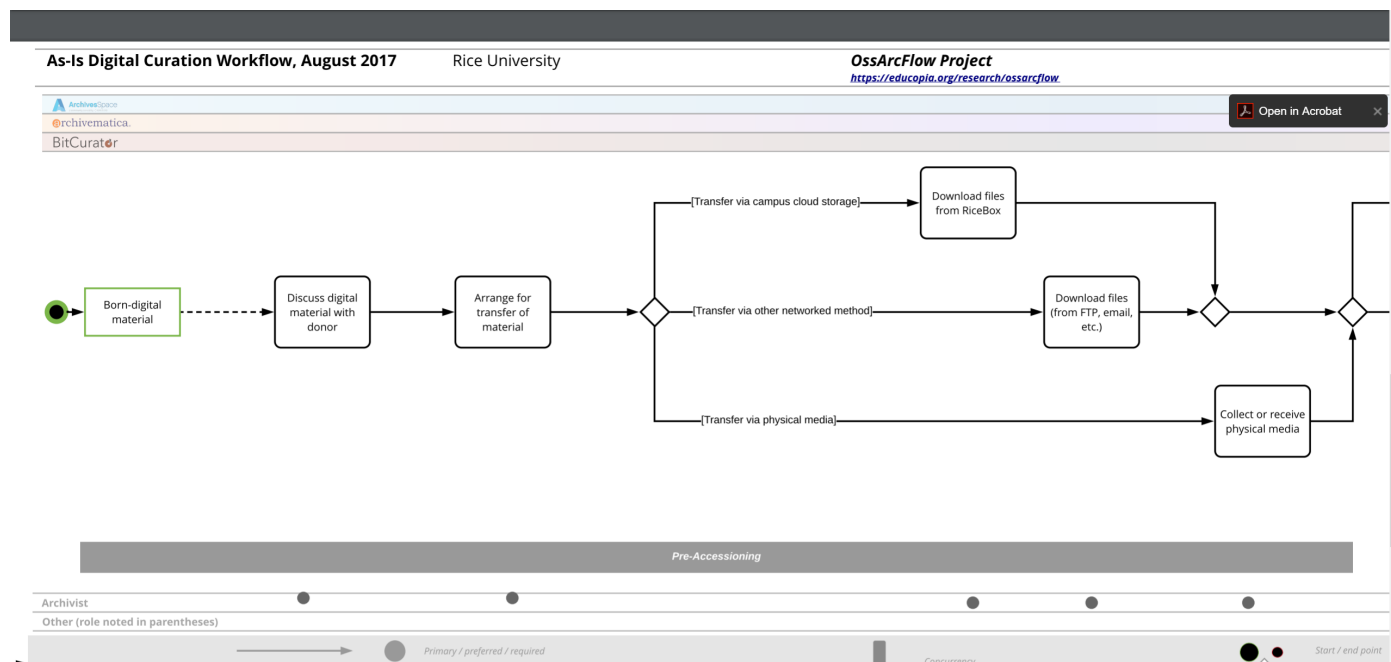 As-Is Digital Curation Workflow, August 2017
Rice University
OssArcFlow Project
https://educopia.org/research/ossarcflow
ArchivesSpace
Open in Acrobat
archivematica.
BitCurator
Download files
from RiceBox
[Transfer via campus cloud storage]
Born-digital
material
Discuss digital
material with
donor
Arrange for
transfer of
material
[Transfer via other networked method]
Download files
(from FTP, email,
etc.)
[Transfer via physical media]
Collect or receive
physical media
Pre-Accessioning
Archivist
Other (role noted in parentheses)
Primary / preferred / required
Concurrency
Start / end point